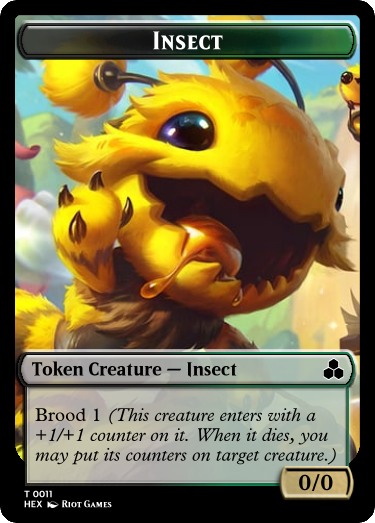 Insect
Token Creature — Insect
Brood 1 (This creature enters with a
+1/+1 counter on it. When it dies, you
may put its counters on target creature.)
0/0
T 0011
HEX Riot Games